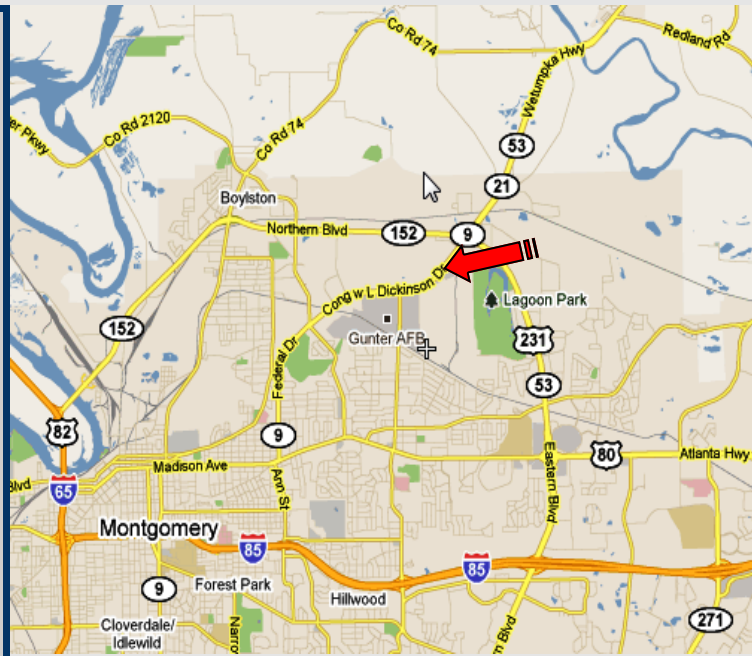 Co Rd 74
Redland Rd
Wetumpka Hwy
Co Rd 2120
er Pkwy
Co Rd 74
53
21
Boylston
Northern Blvd
152
9
Cong w L Dickinson Dr
Lagoon Park
152
Gunter AFB
231
Federal Dr
53
82
9
80
Madison Ave
Atlanta Hwy
Blvd
65
Ann St
Eastern Blvd
Montgomery
85
85
9
Forest Park
Hillwood
Cloverdale/
Idlewild
Narro
n Blvd
271